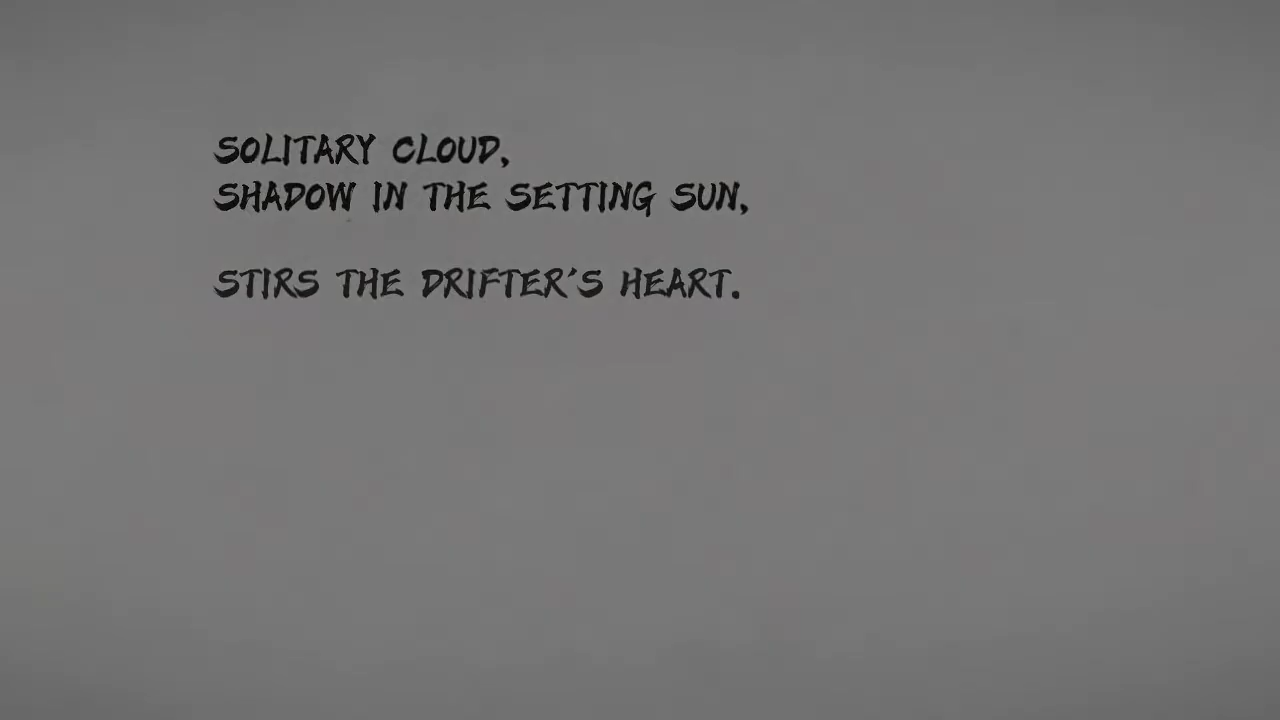 SOLITARY CLOUD,
SHADOW IN THE SETTING SUN,
STIRS THE DRIFTER'S HEART.